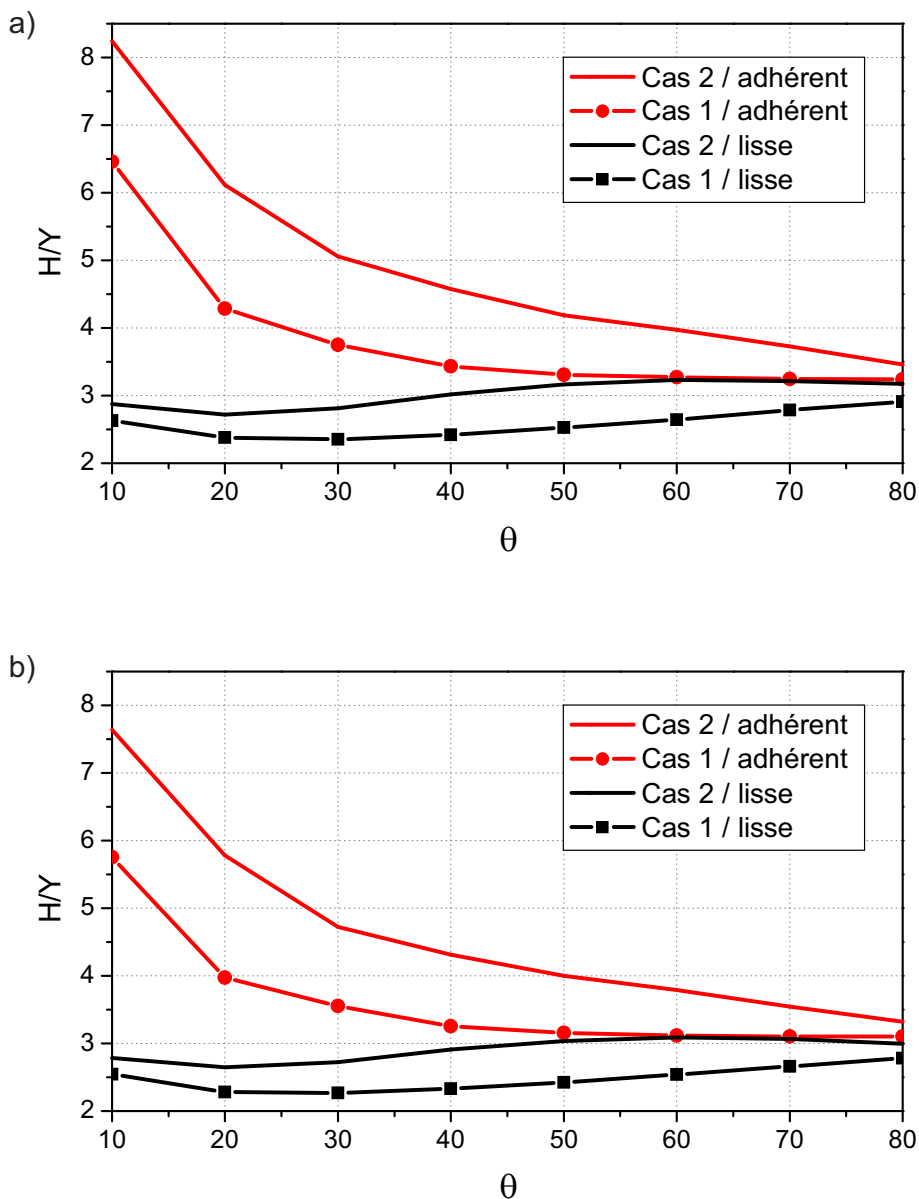 a)
8
7
6
5
4
3
2
H/Y
Cas 2 / adhérent
Cas 1 / adhérent
Cas 2 / lisse
Cas 1 / lisse
10 20 30 40 50 60 70 80
θ
b)
8
7
6
5
4
3
2
H/Y
Cas 2 / adhérent
Cas 1 / adhérent
Cas 2 / lisse
Cas 1 / lisse
10 20 30 40 50 60 70 80
θ